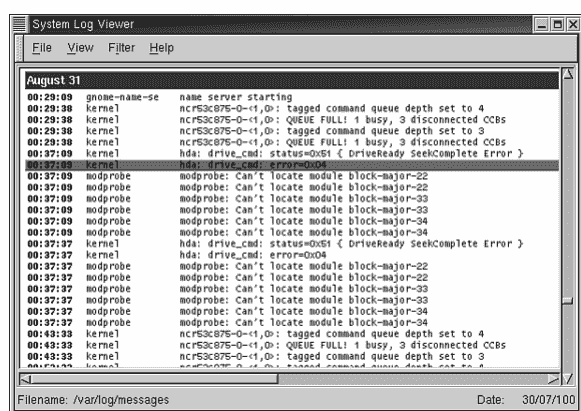 System Log Viewer
File View Filter Help
August 31
00:29:09 gnome-name-se name server starting
00:29:38 kernel ncr53c875-0-<1,0>: tagged command queue depth set to 4
00:29:38 kernel ncr53c875-0-<1,0>: QUEUE FULL! 1 busy, 3 disconnected CCBs
00:29:38 kernel ncr53c875-0-<1,0>: tagged command queue depth set to 3
00:29:38 kernel ncr53c875-0-<1,0>: QUEUE FULL! 1 busy, 3 disconnected CCBs
00:37:09 kernel hda: drive_cmd: status=0x51 { DriveReady SeekComplete Error }
00:37:09 kernel hda: drive_cmd: error=0x04
00:37:09 modprobe modprobe: Can't locate module block-major-22
00:37:09 modprobe modprobe: Can't locate module block-major-22
00:37:09 modprobe modprobe: Can't locate module block-major-33
00:37:09 modprobe modprobe: Can't locate module block-major-33
00:37:09 modprobe modprobe: Can't locate module block-major-34
00:37:09 modprobe modprobe: Can't locate module block-major-34
00:37:37 kernel hda: drive_cmd: status=0x51 { DriveReady SeekComplete Error }
00:37:37 kernel hda: drive_cmd: error=0x04
00:37:37 modprobe modprobe: Can't locate module block-major-22
00:37:37 modprobe modprobe: Can't locate module block-major-22
00:37:37 modprobe modprobe: Can't locate module block-major-33
00:37:37 modprobe modprobe: Can't locate module block-major-33
00:37:37 modprobe modprobe: Can't locate module block-major-34
00:37:37 modprobe modprobe: Can't locate module block-major-34
00:43:33 kernel ncr53c875-0-<1,0>: tagged command queue depth set to 4
00:43:33 kernel ncr53c875-0-<1,0>: QUEUE FULL! 1 busy, 3 disconnected CCBs
00:43:33 kernel ncr53c875-0-<1,0>: tagged command queue depth set to 3
Filename: /var/log/messages Date: 30/07/100